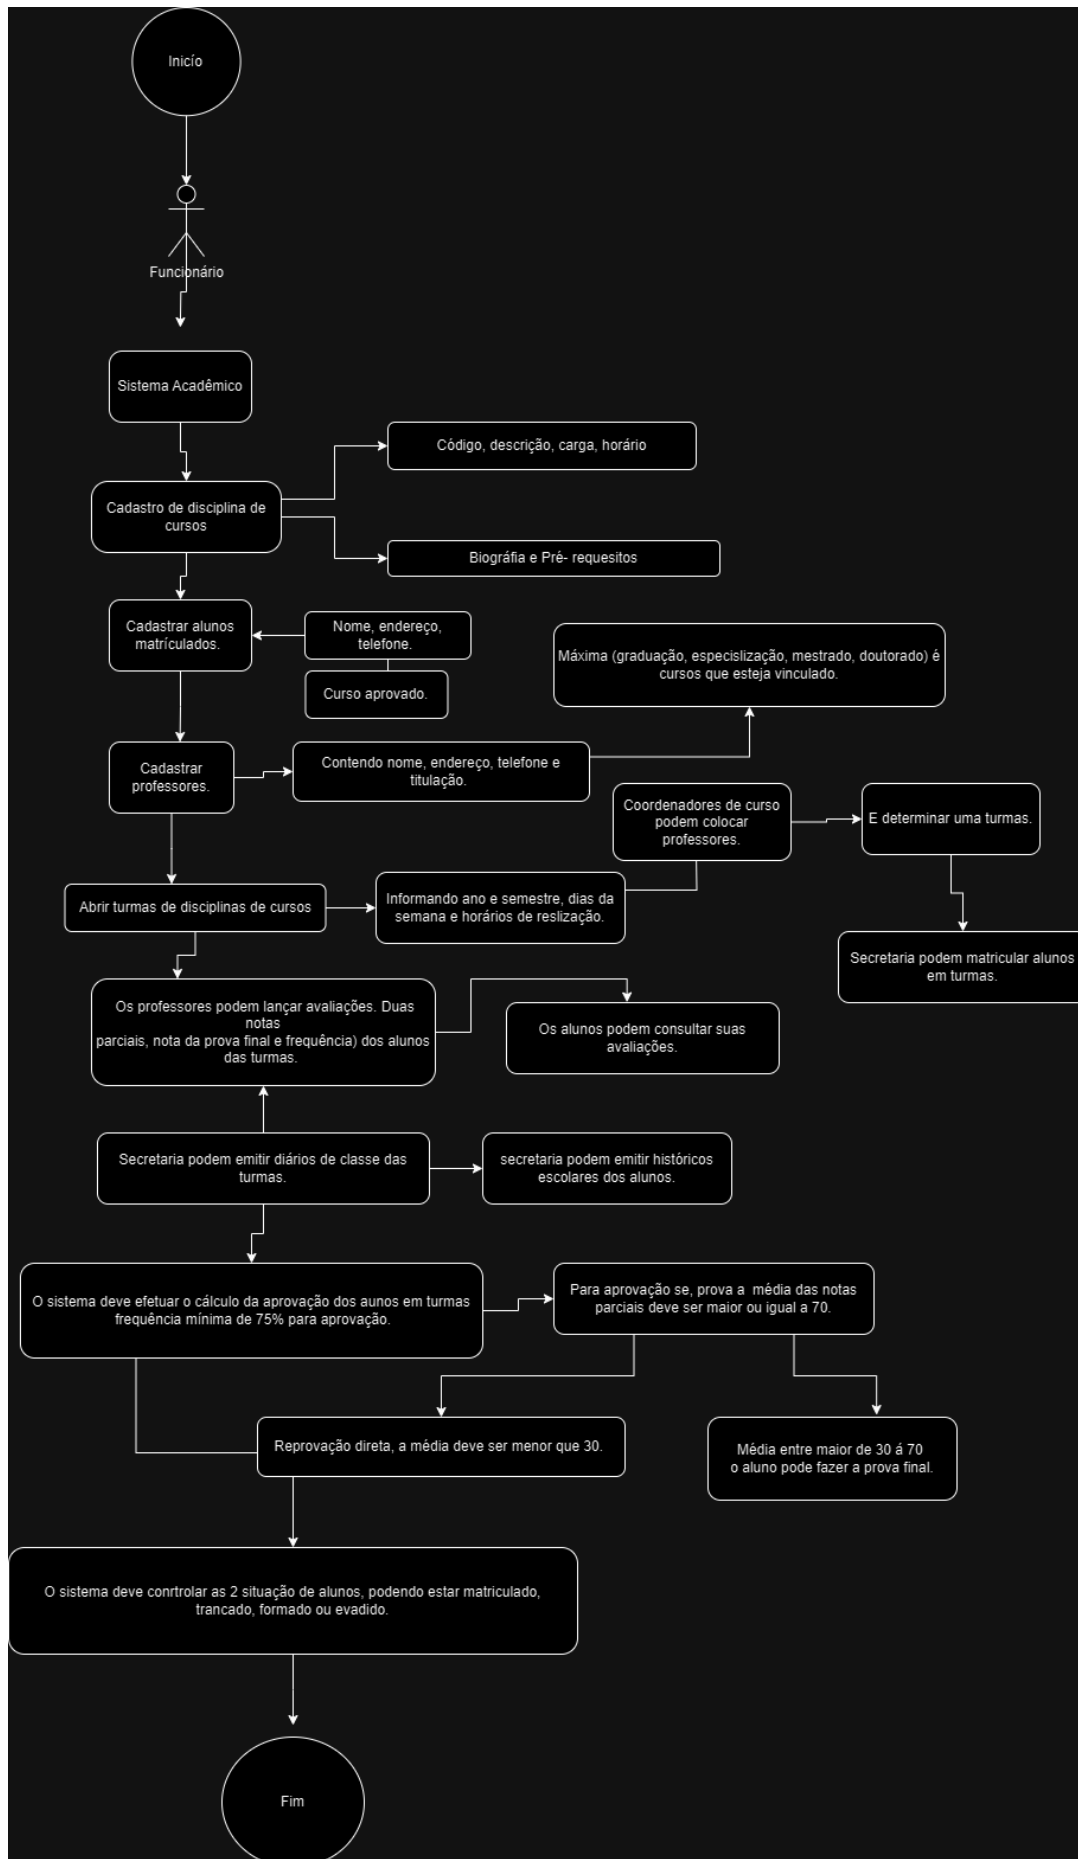 Inicío
Funcionário
Sistema Acadêmico
Código, descrição, carga, horário
Cadastro de disciplina de
cursos
Biográfia e Pré- requesitos
Cadastrar alunos
matrículados.
Nome, endereço,
telefone.
Curso aprovado.
Máxima (graduação, especislização, mestrado, doutorado) é
cursos que esteja vinculado.
Cadastrar
professores.
Contendo nome, endereço, telefone e
titulação.
Coordenadores de curso
podem colocar
professores.
E determinar uma turmas.
Abrir turmas de disciplinas de cursos
Informando ano e semestre, dias da
semana e horários de reslização.
Secretaria podem matricular alunos
em turmas.
Os professores podem lançar avaliações. Duas
notas
parciais, nota da prova final e frequência) dos alunos
das turmas.
Os alunos podem consultar suas
avaliações.
Secretaria podem emitir diários de classe das
turmas.
secretaria podem emitir históricos
escolares dos alunos.
O sistema deve efetuar o cálculo da aprovação dos aunos em turmas
frequência mínima de 75% para aprovação.
Para aprovação se, prova a  média das notas
parciais deve ser maior ou igual a 70.
Reprovação direta, a média deve ser menor que 30.
Média entre maior de 30 á 70
o aluno pode fazer a prova final.
O sistema deve conrtrolar as 2 situação de alunos, podendo estar matriculado,
trancado, formado ou evadido.
Fim